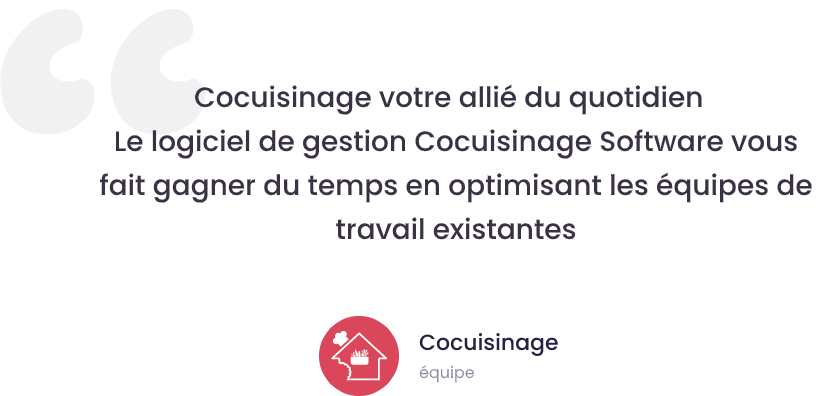 Cocuisinage votre allié du quotidien
Le logiciel de gestion Cocuisinage Software vous
fait gagner du temps en optimisant les équipes de
travail existantes
Cocuisinage
équipe